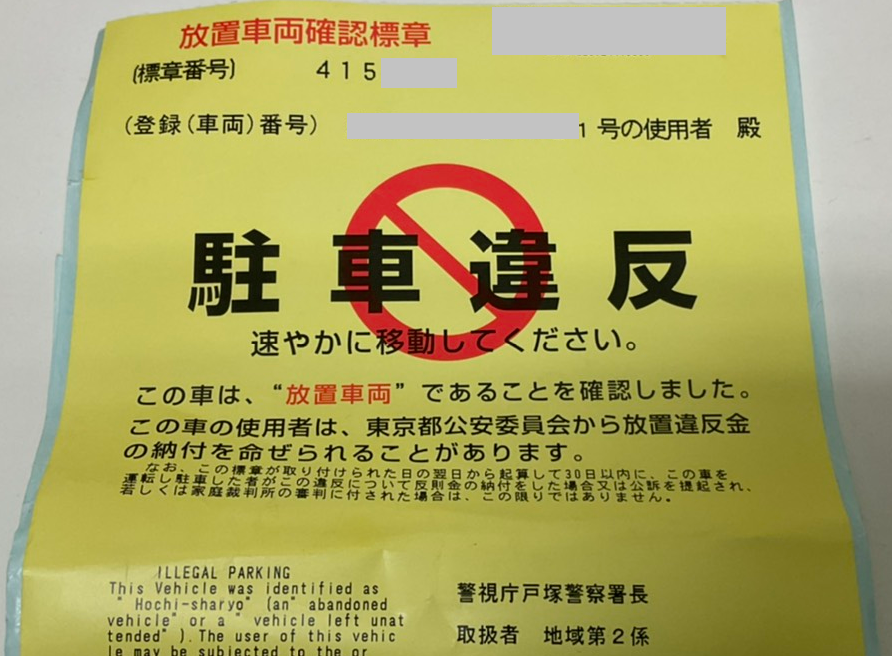 放置車両確認標章
(標章番号) 415
(登録(車両)番号) 1号の使用者 殿
駐車違反
速やかに移動してください。
この車は、“放置車両”であることを確認しました。
この車の使用者は、東京都公安委員会から放置違反金
の納付を命ぜられることがあります。
なお、この標章が取り付けられた日の翌日から起算して30日以内に、この車を
運転し駐車した者がこの違反について反則金の納付をした場合又は公訴を提起され、
若しくは家庭裁判所の審判に付された場合は、この限りではありません。
ILLEGAL PARKING
This Vehicle was identified as
" Hochi-sharyo" (an" abandoned
vehicle" or a " vehicle left unat
tended" ).The user of this vehic
le may be subjected to the or
警視庁戸塚警察署長
取扱者 地域第2係